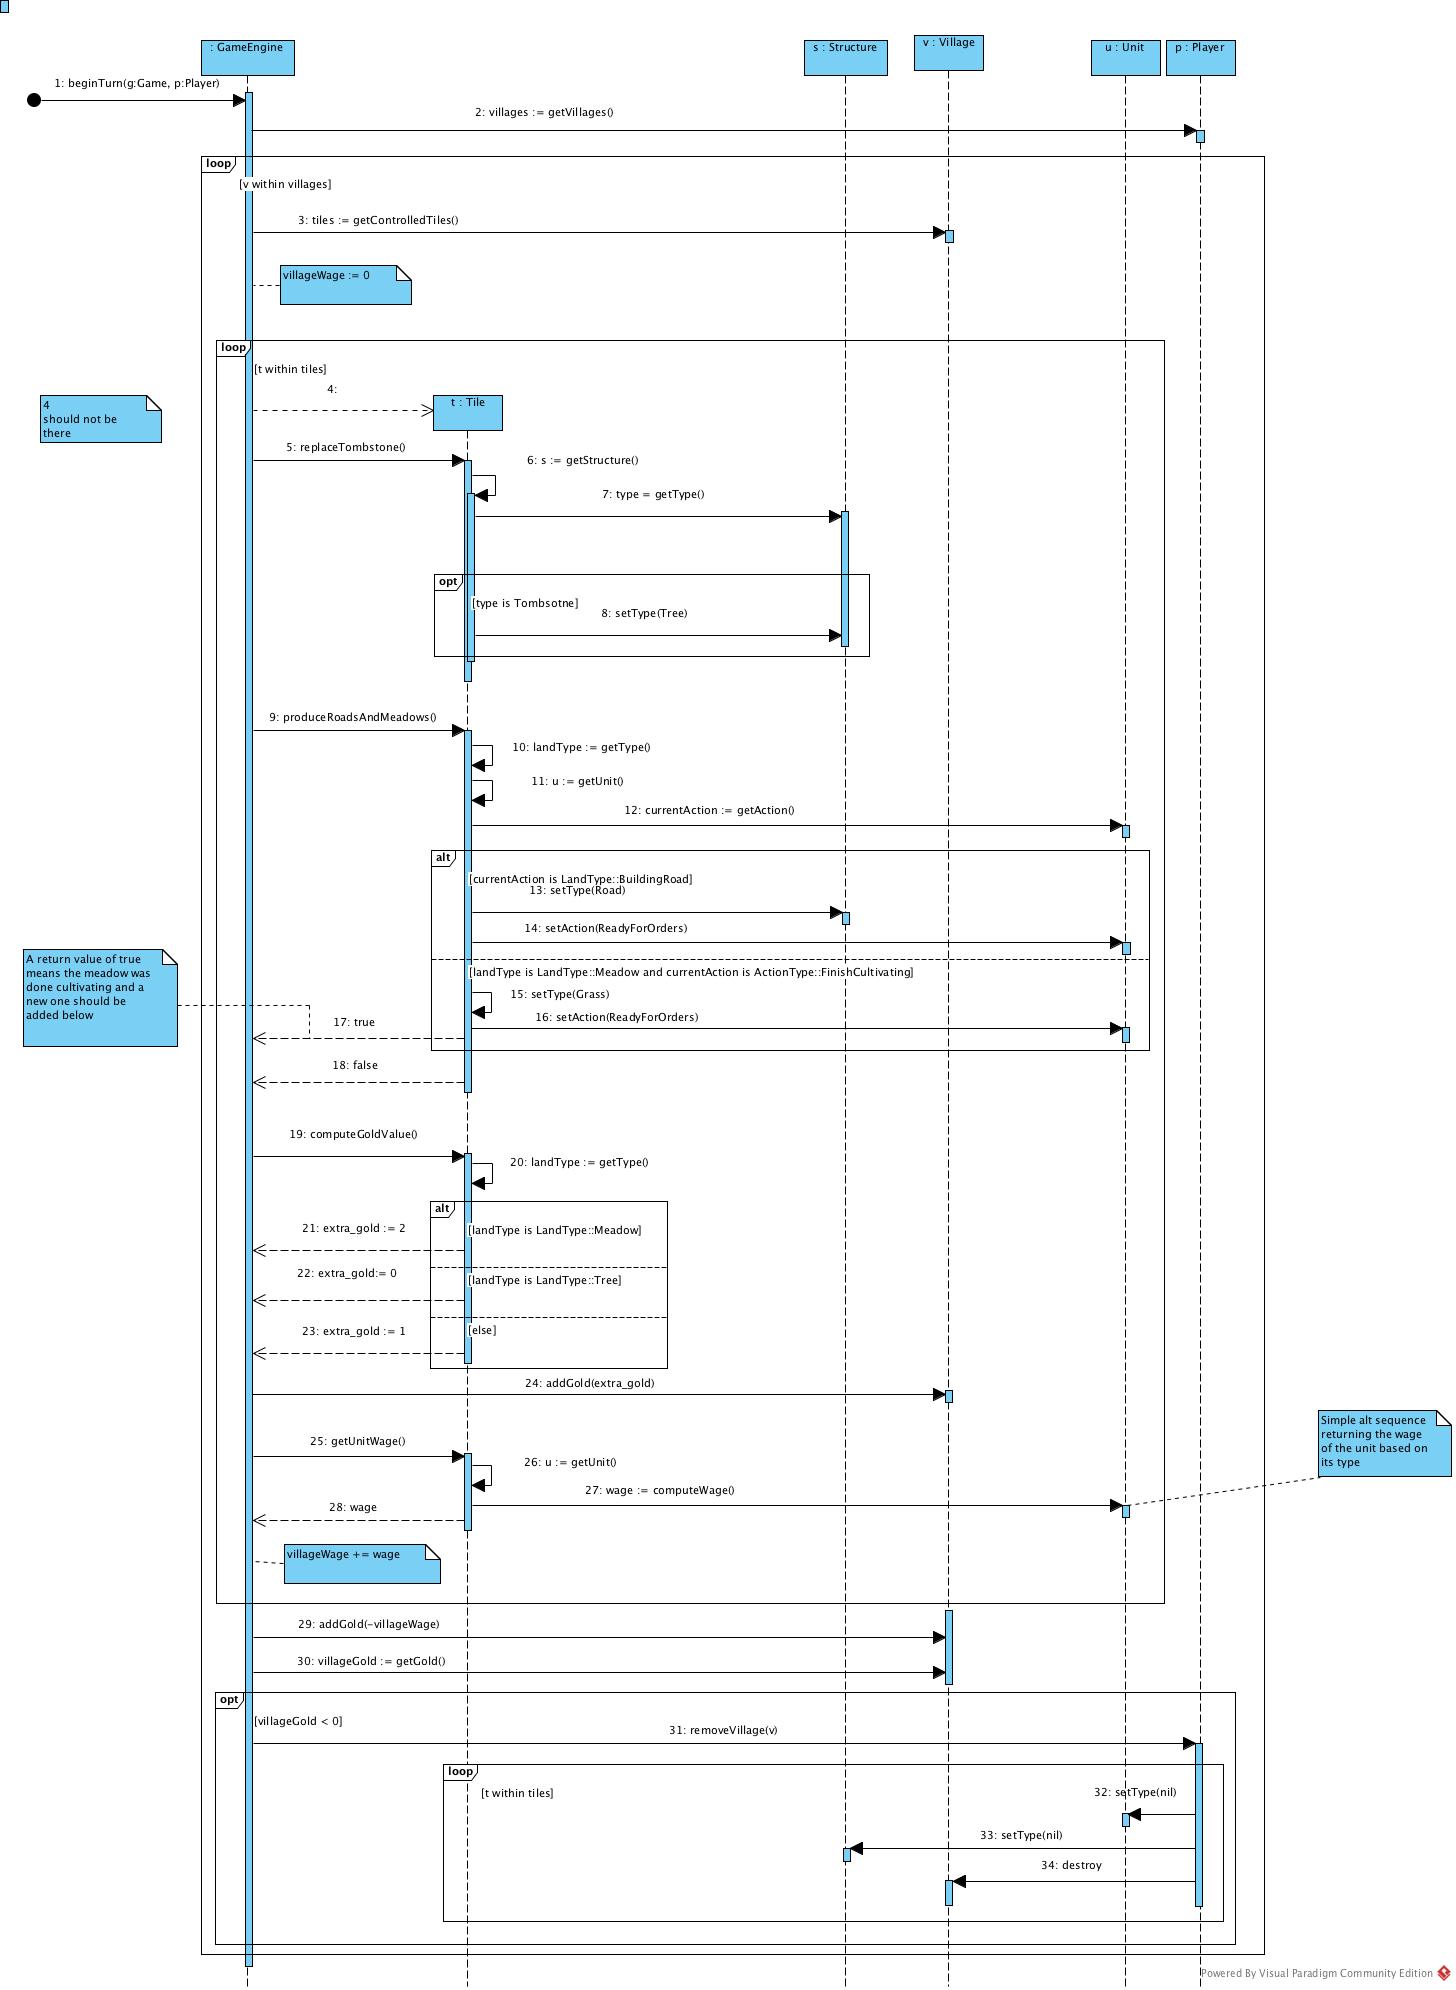 : GameEngine
s : Structure
v : Village
u : Unit
p : Player
1: beginTurn(g:Game, p:Player)
2: villages := getVillages()
loop
[v within villages]
3: tiles := getControlledTiles()
villageWage := 0
loop
[t within tiles]
4:
t : Tile
4
should not be
there
5: replaceTombstone()
6: s := getStructure()
7: type = getType()
opt
[type is Tombsotne]
8: setType(Tree)
9: produceRoadsAndMeadows()
10: landType := getType()
11: u := getUnit()
12: currentAction := getAction()
alt
[currentAction is LandType::BuildingRoad]
13: setType(Road)
14: setAction(ReadyForOrders)
A return value of true
means the meadow was
done cultivating and a
new one should be
added below
[landType is LandType::Meadow and currentAction is ActionType::FinishCultivating]
15: setType(Grass)
16: setAction(ReadyForOrders)
17: true
18: false
19: computeGoldValue()
20: landType := getType()
alt
21: extra_gold := 2
[landType is LandType::Meadow]
22: extra_gold:= 0
[landType is LandType::Tree]
23: extra_gold := 1
[else]
24: addGold(extra_gold)
Simple alt sequence
returning the wage
of the unit based on
its type
25: getUnitWage()
26: u := getUnit()
27: wage := computeWage()
28: wage
villageWage += wage
29: addGold(-villageWage)
30: villageGold := getGold()
opt
[villageGold < 0]
31: removeVillage(v)
loop
[t within tiles]
32: setType(nil)
33: setType(nil)
34: destroy
Powered By Visual Paradigm Community Edition